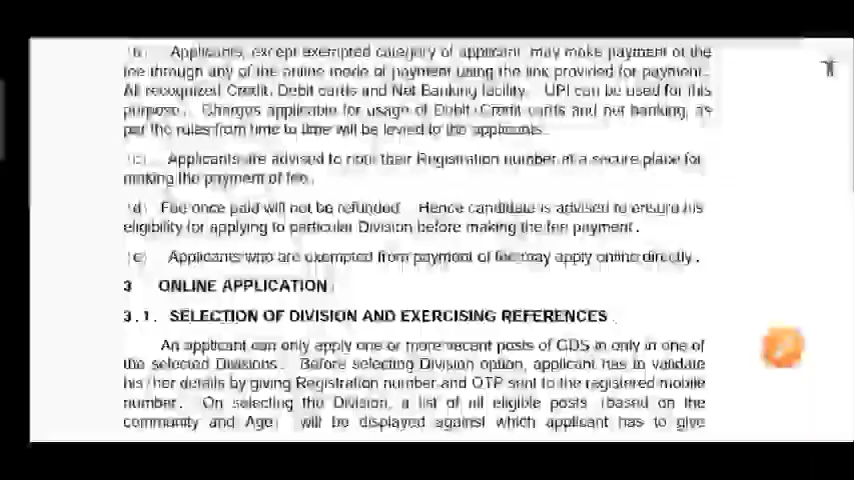 (b) Applicants, except exempted category of applicant, may make payment of the
fee through any of the online mode of payment using the link provided for payment.
All recognized Credit, Debit cards and Net Banking facility. UPI can be used for this
purpose. Charges applicable for usage of Debit/Credit cards and net banking, as
per the rules from time to time will be levied to the applicants.
(c) Applicants are advised to note their Registration number at a secure place for
making the payment of fee.
(d) Fee once paid will not be refunded. Hence candidate is advised to ensure his
eligibility for applying to particular Division before making the fee payment.
(e) Applicants who are exempted from payment of fee may apply online directly.
3 ONLINE APPLICATION
3.1. SELECTION OF DIVISION AND EXERCISING REFERENCES
An applicant can only apply one or more vacant posts of GDS in only in one of
the selected Divisions. Before selecting Division option, applicant has to validate
his/her details by giving Registration number and OTP sent to the registered mobile
number. On selecting the Division, a list of all eligible posts (based on the
community and Age) will be displayed against which applicant has to give